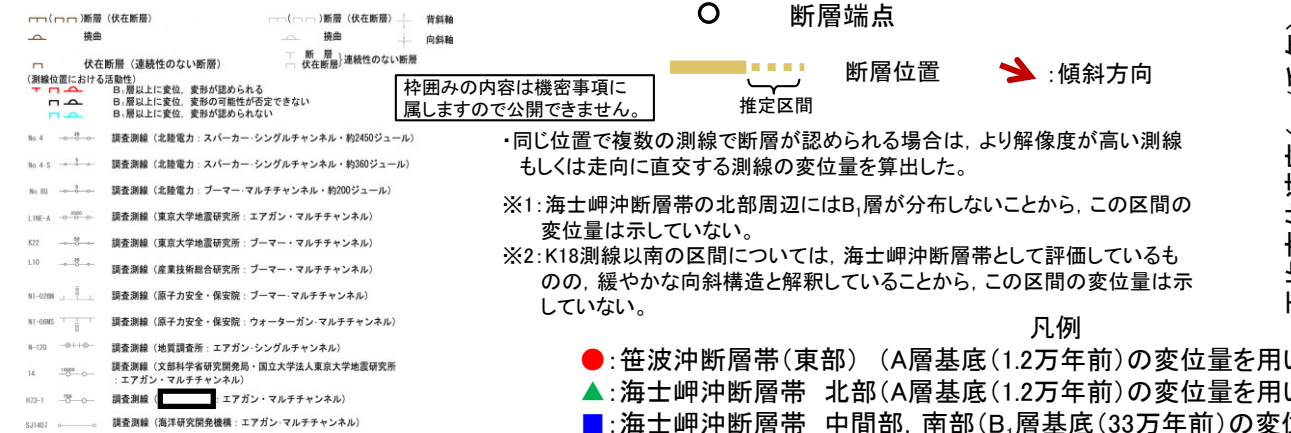 (   )断層（伏在断層）
(   )断層（伏在断層）
背斜軸
撓曲
撓曲
向斜軸
伏在断層（連続性のない断層）
断 層
伏在断層 }連続性のない断層
(測線位置における活動性)
B₁層以上に変位，変形が認められる
B₁層以上に変位，変形の可能性が否定できない
B₁層以上に変位，変形が認められない
No.4 調査測線（北陸電力：スパーカー・シングルチャンネル・約2450ジュール）
No.4-S 調査測線（北陸電力：スパーカー・シングルチャンネル・約360ジュール）
No.8U 調査測線（北陸電力：ブーマー・マルチチャンネル・約200ジュール）
LINE-A 調査測線（東京大学地震研究所：エアガン・マルチチャンネル）
K22 調査測線（東京大学地震研究所：ブーマー・マルチチャンネル）
L10 調査測線（産業技術総合研究所：ブーマー・マルチチャンネル）
NI-02BM 調査測線（原子力安全・保安院：ブーマー・マルチチャンネル）
NI-06WS 調査測線（原子力安全・保安院：ウォーターガン・マルチチャンネル）
N-120 調査測線（地質調査所：エアガン・シングルチャンネル）
I4 調査測線（文部科学省研究開発局・国立大学法人東京大学地震研究所
：エアガン・マルチチャンネル）
H73-1 調査測線（ ：エアガン・マルチチャンネル）
SJ1407 調査測線（海洋研究開発機構：エアガン・マルチチャンネル）
枠囲みの内容は機密事項に
属しますので公開できません。
断層端点
断層位置
：傾斜方向
推定区間
・同じ位置で複数の測線で断層が認められる場合は，より解像度が高い測線
もしくは走向に直交する測線の変位量を算出した。
※1：海士岬沖断層帯の北部周辺にはB₁層が分布しないことから，この区間の
変位量は示していない。
※2：K18測線以南の区間については，海士岬沖断層帯として評価しているも
のの，緩やかな向斜構造と解釈していることから，この区間の変位量は示
していない。
凡例
●：笹波沖断層帯（東部） （A層基底（1.2万年前）の変位量を用い
▲：海士岬沖断層帯 北部（A層基底（1.2万年前）の変位量を用い
■：海士岬沖断層帯 中間部，南部（B₁層基底（33万年前）の変位